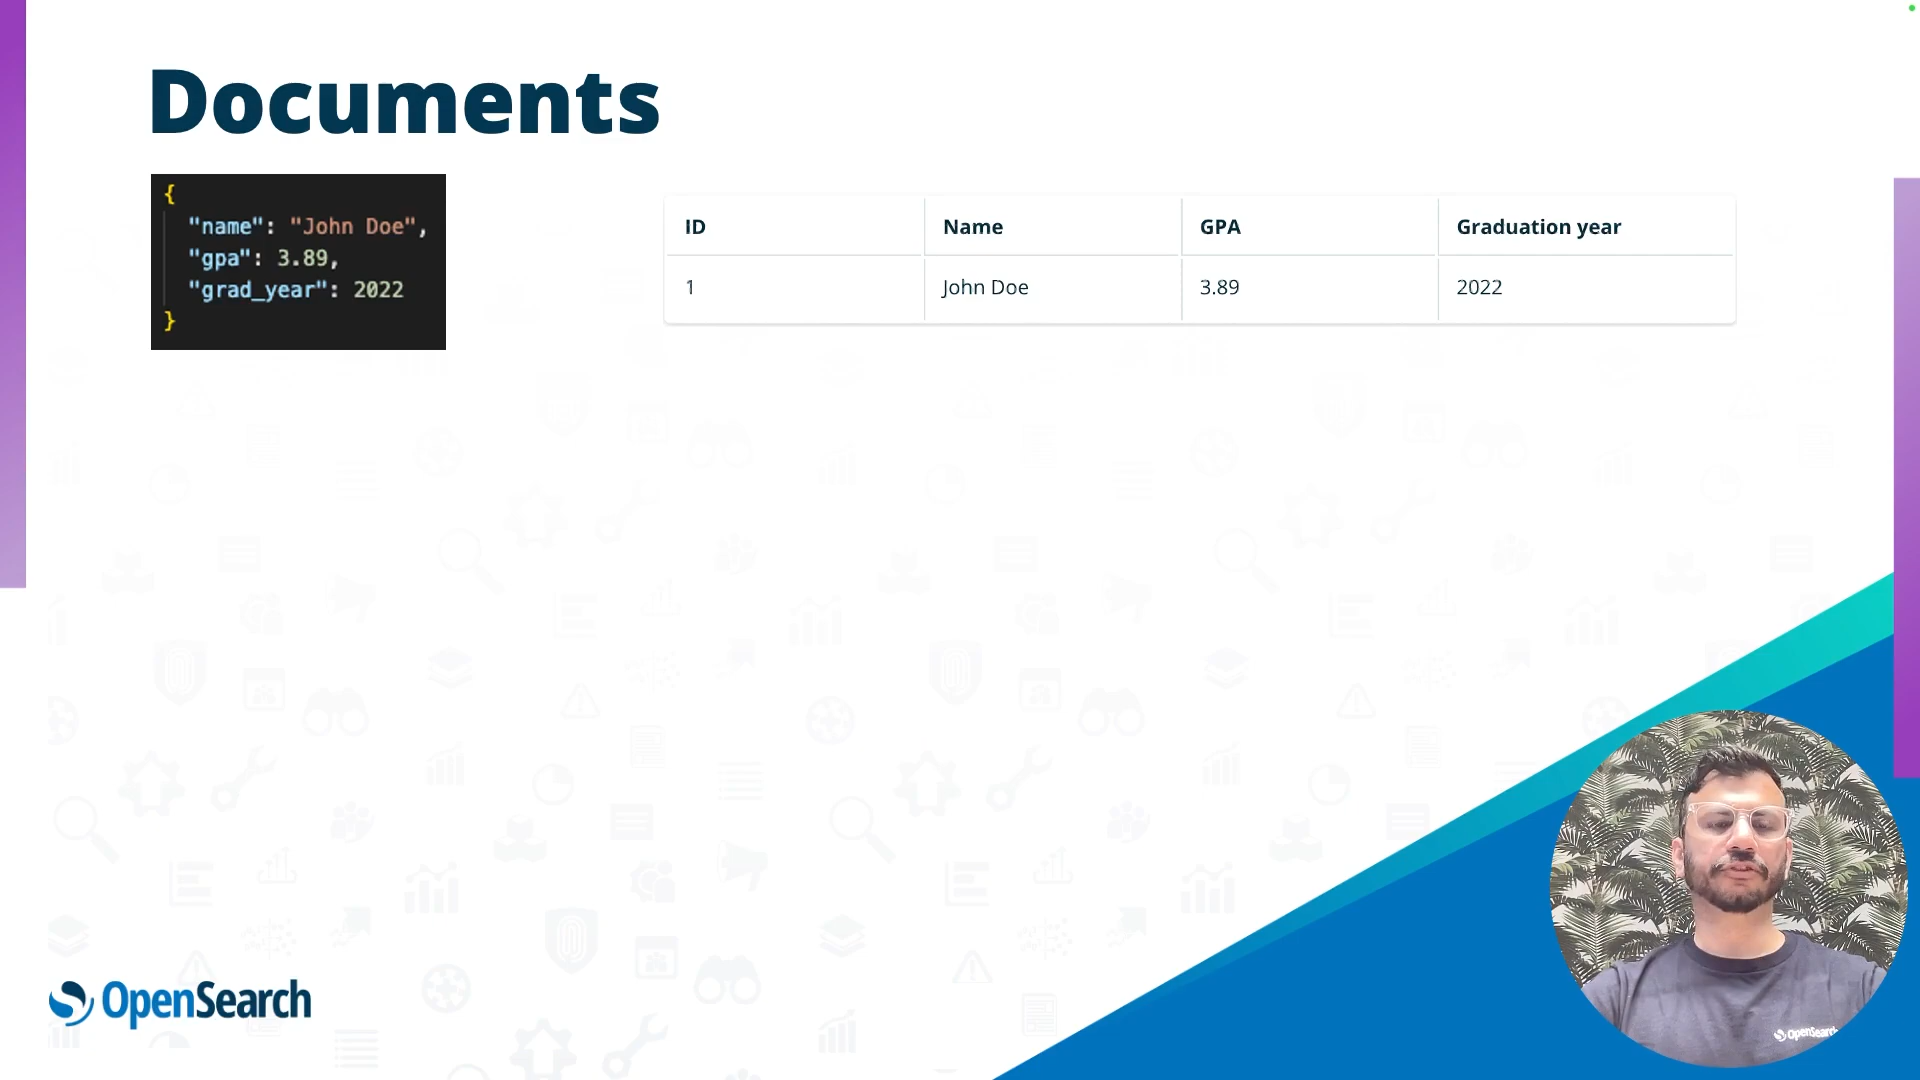 Documents
{
"name": "John Doe",
"gpa": 3.89,
"grad_year": 2022
}
ID Name GPA Graduation year
1 John Doe 3.89 2022
OpenSearch
OpenSearch